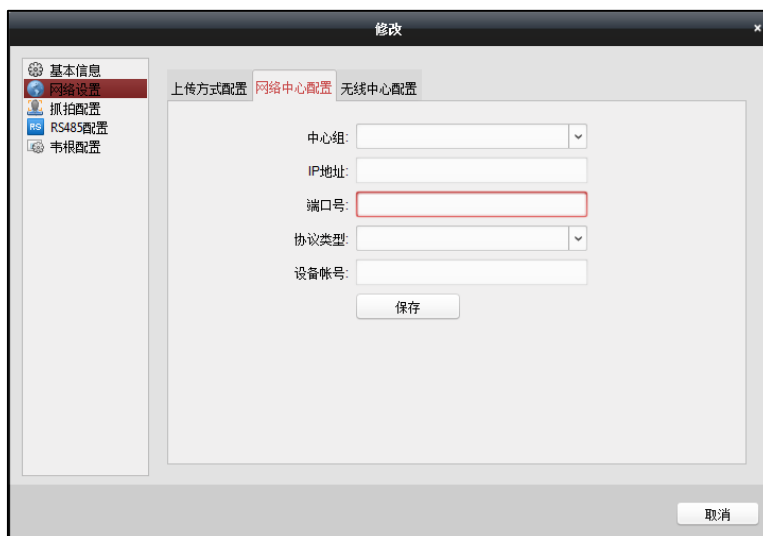 修改
×
基本信息
网络设置
抓拍配置
RS RS485配置
韦根配置
上传方式配置 网络中心配置 无线中心配置
中心组:
IP地址:
端口号:
协议类型:
设备帐号:
保存
取消